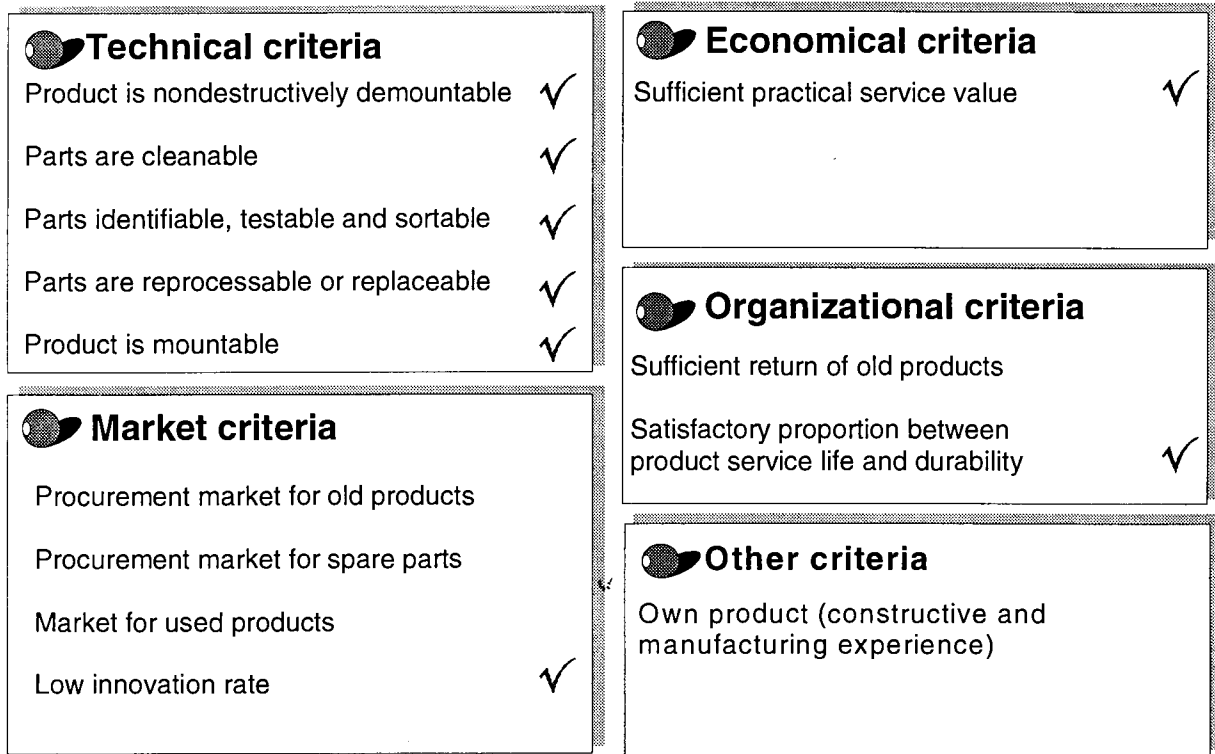 Technical criteria
Product is nondestructively demountable √
Parts are cleanable √
Parts identifiable, testable and sortable √
Parts are reprocessable or replaceable √
Product is mountable √
Market criteria
Procurement market for old products
Procurement market for spare parts
Market for used products
Low innovation rate √
Economical criteria
Sufficient practical service value √
Organizational criteria
Sufficient return of old products
Satisfactory proportion between
product service life and durability √
Other criteria
Own product (constructive and
manufacturing experience)